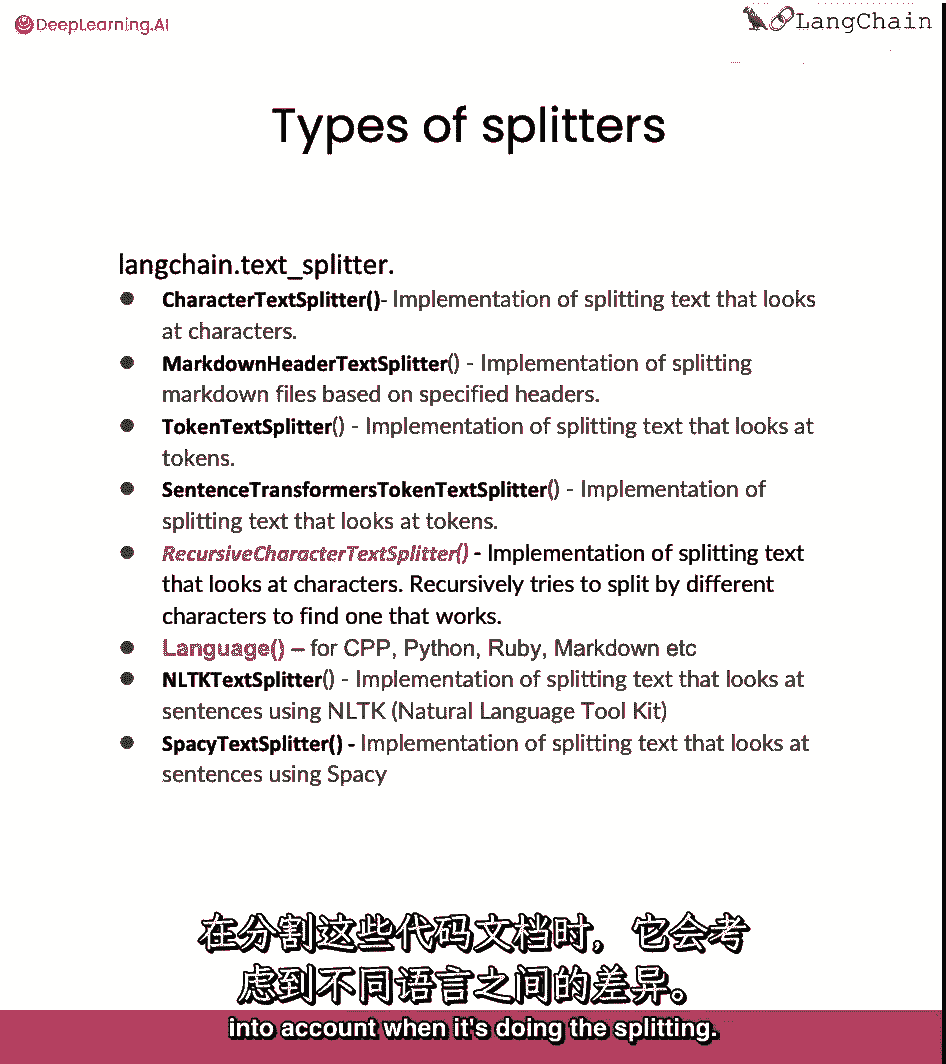 DeepLearning.AI
LangChain
Types of splitters
langchain.text_splitter.
● CharacterTextSplitter()- Implementation of splitting text that looks
at characters.
● MarkdownHeaderTextSplitter() - Implementation of splitting
markdown files based on specified headers.
● TokenTextSplitter() - Implementation of splitting text that looks at
tokens.
● SentenceTransformersTokenTextSplitter() - Implementation of
splitting text that looks at tokens.
● RecursiveCharacterTextSplitter() - Implementation of splitting text
that looks at characters. Recursively tries to split by different
characters to find one that works.
● Language() – for CPP, Python, Ruby, Markdown etc
● NLTKTextSplitter() - Implementation of splitting text that looks at
sentences using NLTK (Natural Language Tool Kit)
● SpacyTextSplitter() - Implementation of splitting text that looks at
sentences using Spacy
在分割这些代码文档时，它会考
虑到不同语言之间的差异。
into account when it's doing the splitting.